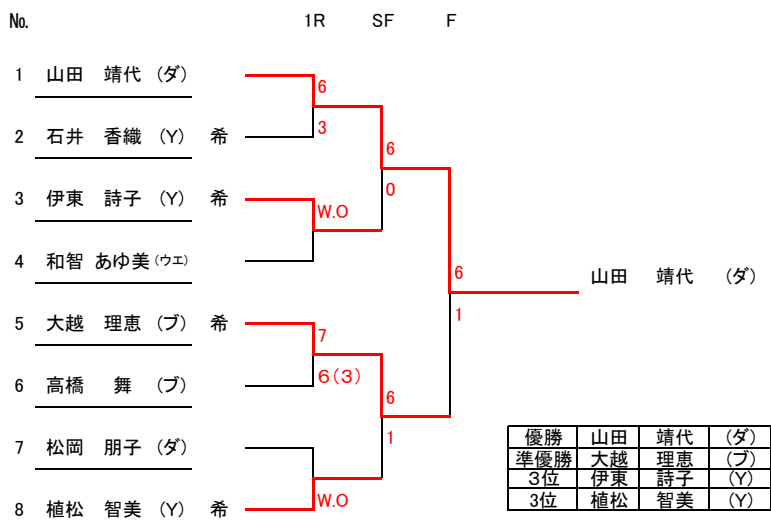 No. 1R SF F
1 山田 靖代 (ダ)
6
2 石井 香織 (Y) 希 3
6
0
3 伊東 詩子 (Y) 希
W.O
4 和智 あゆ美 (ウエ)
6
山田 靖代 (ダ)
1
5 大越 理恵 (ブ) 希
7
6(3)
6 高橋 舞 (ブ)
6
1
7 松岡 朋子 (ダ)
W.O
8 植松 智美 (Y) 希
優勝 山田 靖代 (ダ)
準優勝 大越 理恵 (ブ)
3位 伊東 詩子 (Y)
3位 植松 智美 (Y)